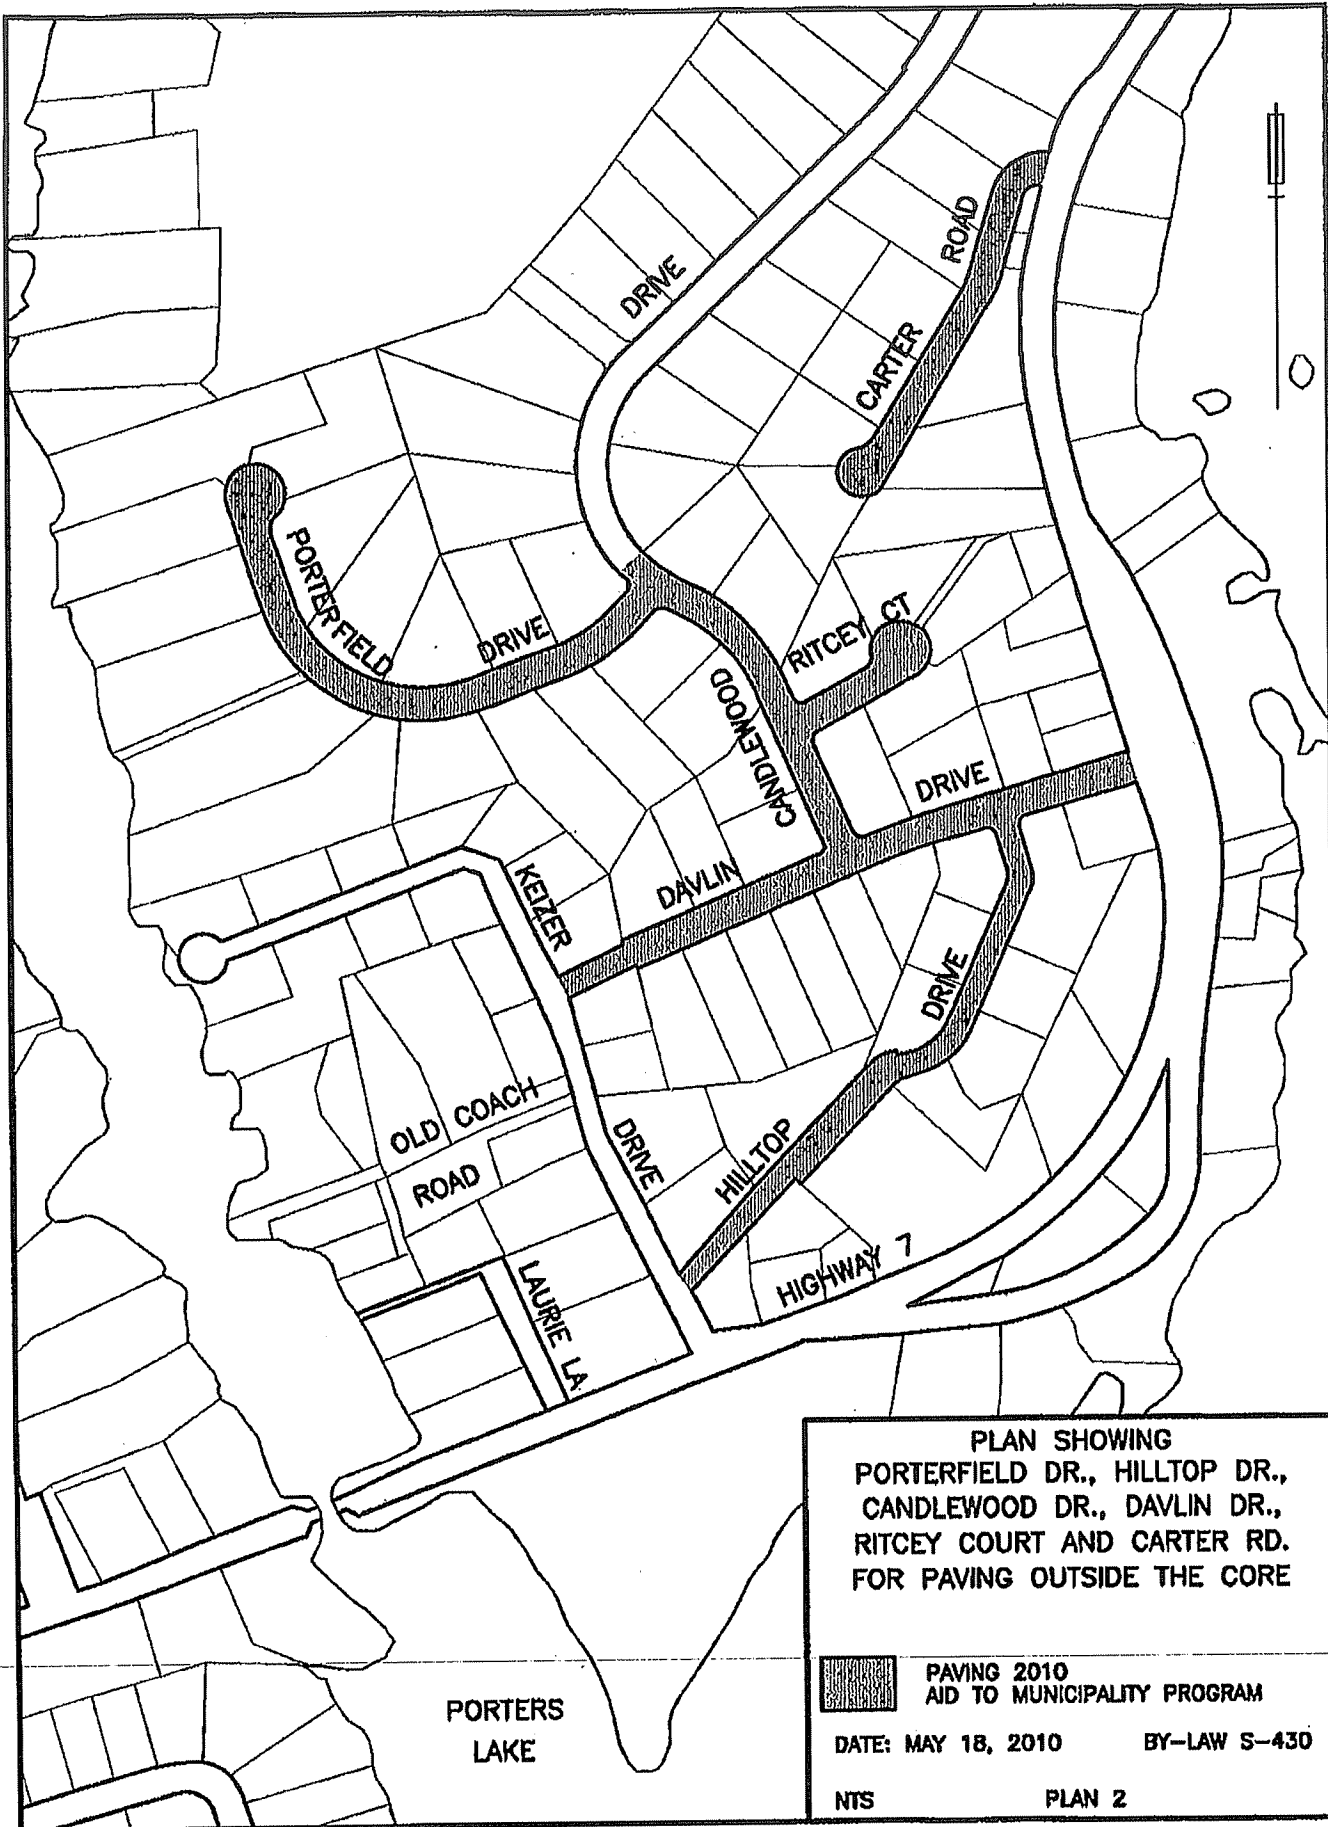 DRIVE
CARTER ROAD
PORTERFIELD DRIVE
RITCEY CT
CANDLEWOOD
DAVLIN DRIVE
KEIZER DRIVE
HILLTOP DRIVE
OLD COACH
ROAD
LAURIE LA.
HIGHWAY 7
PORTERS
LAKE
PLAN SHOWING
PORTERFIELD DR., HILLTOP DR.,
CANDLEWOOD DR., DAVLIN DR.,
RITCEY COURT AND CARTER RD.
FOR PAVING OUTSIDE THE CORE
PAVING 2010
AID TO MUNICIPALITY PROGRAM
DATE: MAY 18, 2010 BY-LAW S-430
NTS PLAN 2